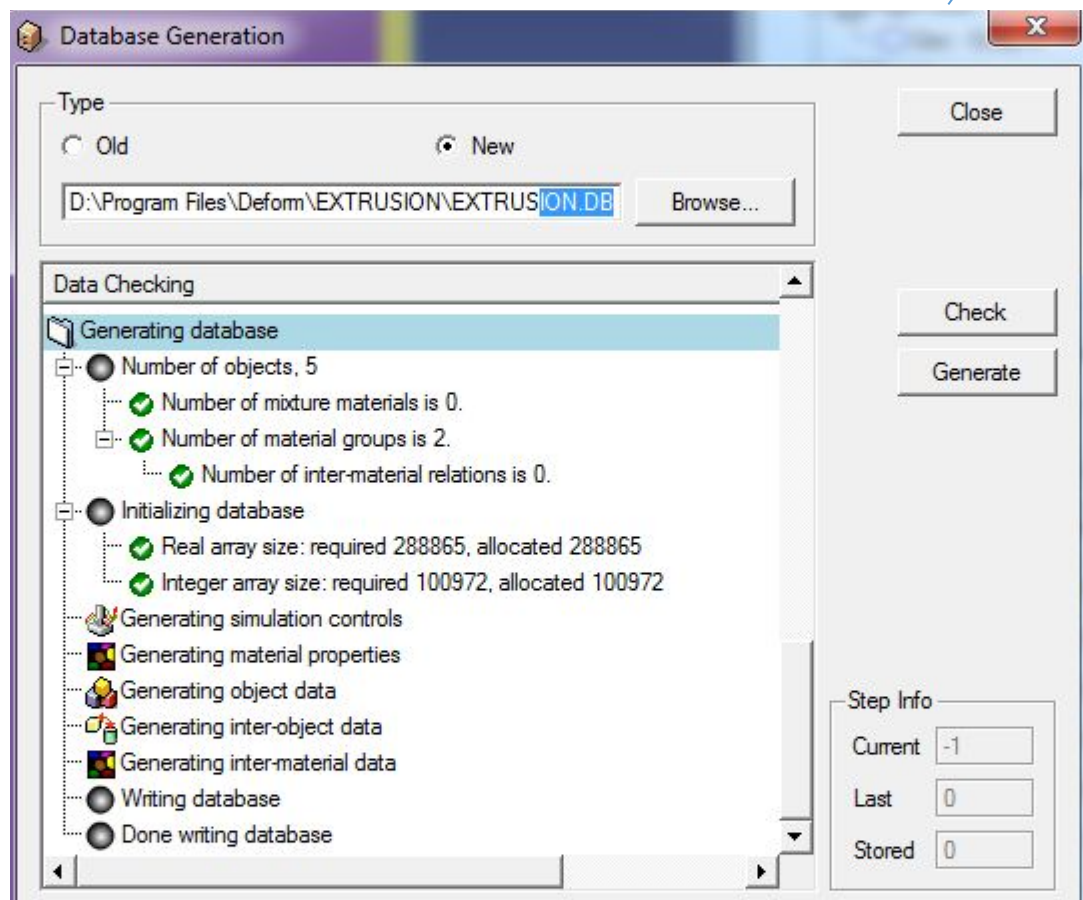 Database Generation
Type
Close
Old
New
D:\Program Files\Deform\EXTRUSION\EXTRUSION.DB
Browse...
Data Checking
Check
Generating database
Number of objects, 5
Generate
Number of mixture materials is 0.
Number of material groups is 2.
Number of inter-material relations is 0.
Initializing database
Real array size: required 288865, allocated 288865
Integer array size: required 100972, allocated 100972
Generating simulation controls
Generating material properties
Generating object data
Generating inter-object data
Generating inter-material data
Writing database
Done writing database
Step Info
Current -1
Last 0
Stored 0